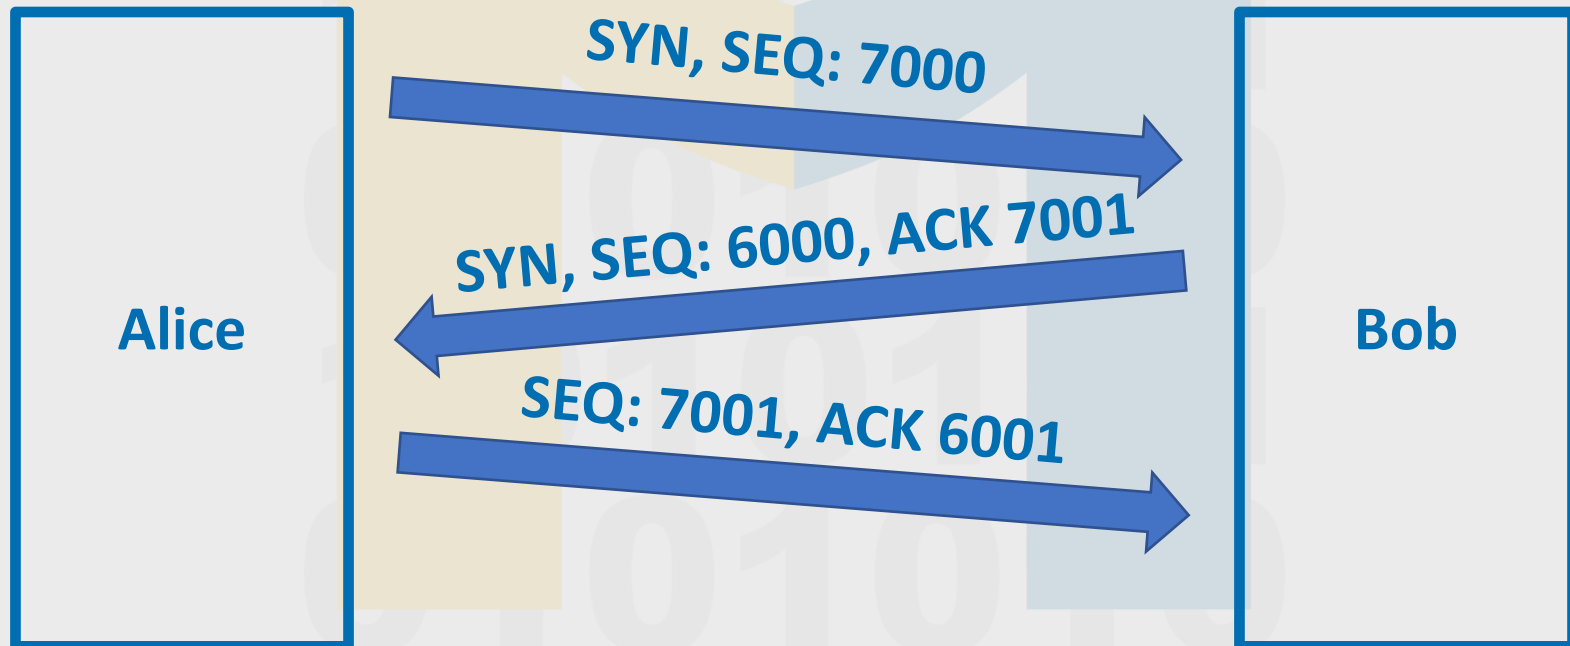 SYN, SEQ: 7000
SYN, SEQ: 6000, ACK 7001
Alice
Bob
SEQ: 7001, ACK 6001